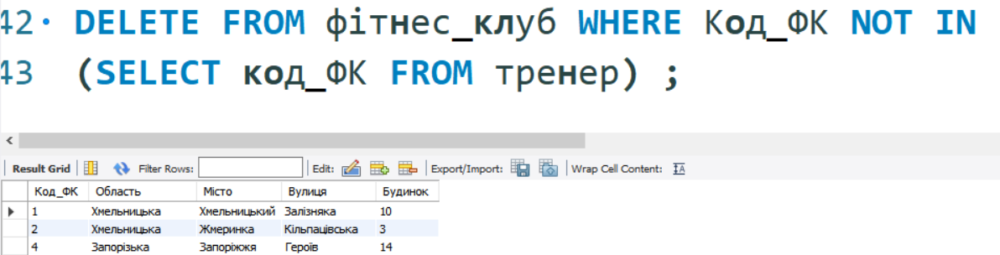 42 DELETE FROM фітнес_клуб WHERE Код_ФК NOT IN
43 (SELECT код_ФК FROM тренер) ;
Result Grid Filter Rows: Edit: Export/Import: Wrap Cell Content: IA
Код_ФК Область Місто Вулиця Будинок
1 Хмельницька Хмельницький Залізняка 10
2 Хмельницька Жмеринка Кільпацівська 3
4 Запорізька Запоріжжя Героїв 14